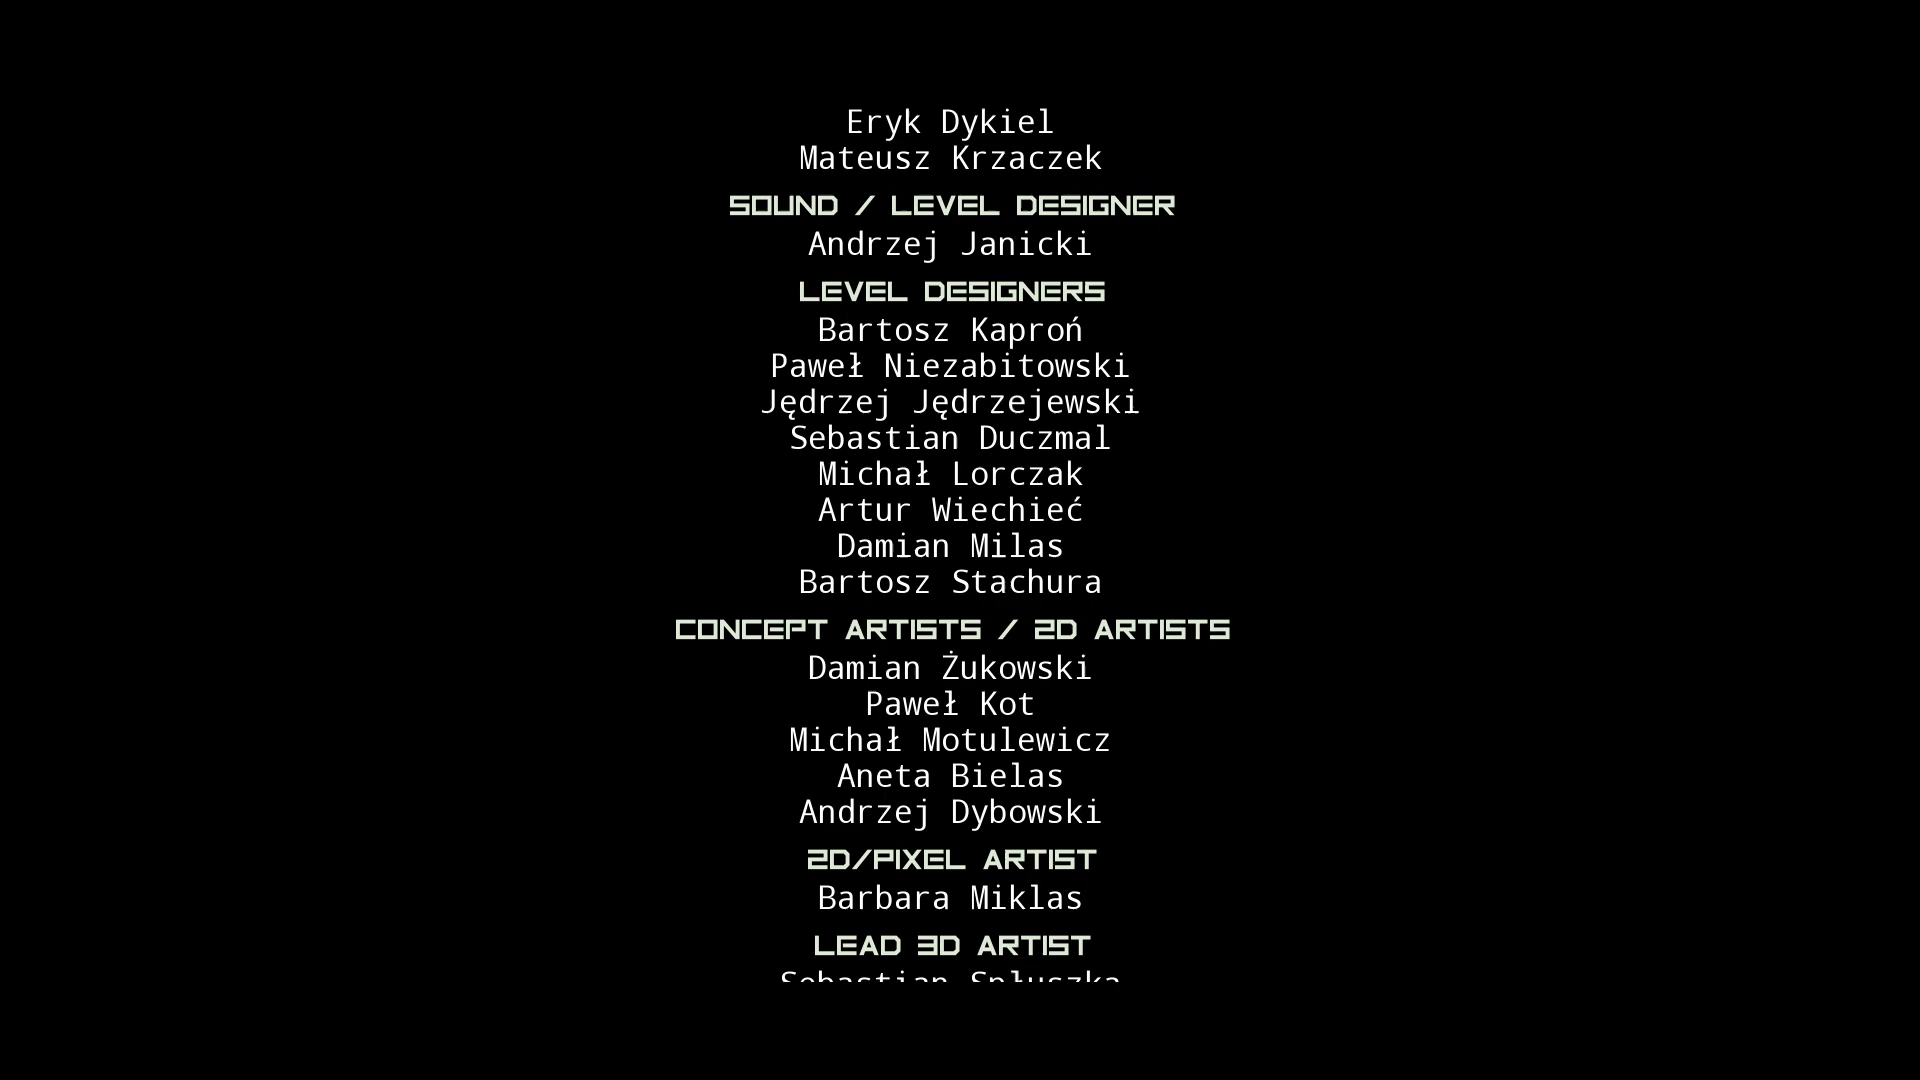 Eryk Dykiel
Mateusz Krzaczek
SOUND / LEVEL DESIGNER
Andrzej Janicki
LEVEL DESIGNERS
Bartosz Kaproń
Paweł Niezabitowski
Jędrzej Jędrzejewski
Sebastian Duczmal
Michał Lorczak
Artur Wiechieć
Damian Milas
Bartosz Stachura
CONCEPT ARTISTS / 2D ARTISTS
Damian Żukowski
Paweł Kot
Michał Motulewicz
Aneta Bielas
Andrzej Dybowski
2D/PIXEL ARTIST
Barbara Miklas
LEAD 3D ARTIST
Sebastian